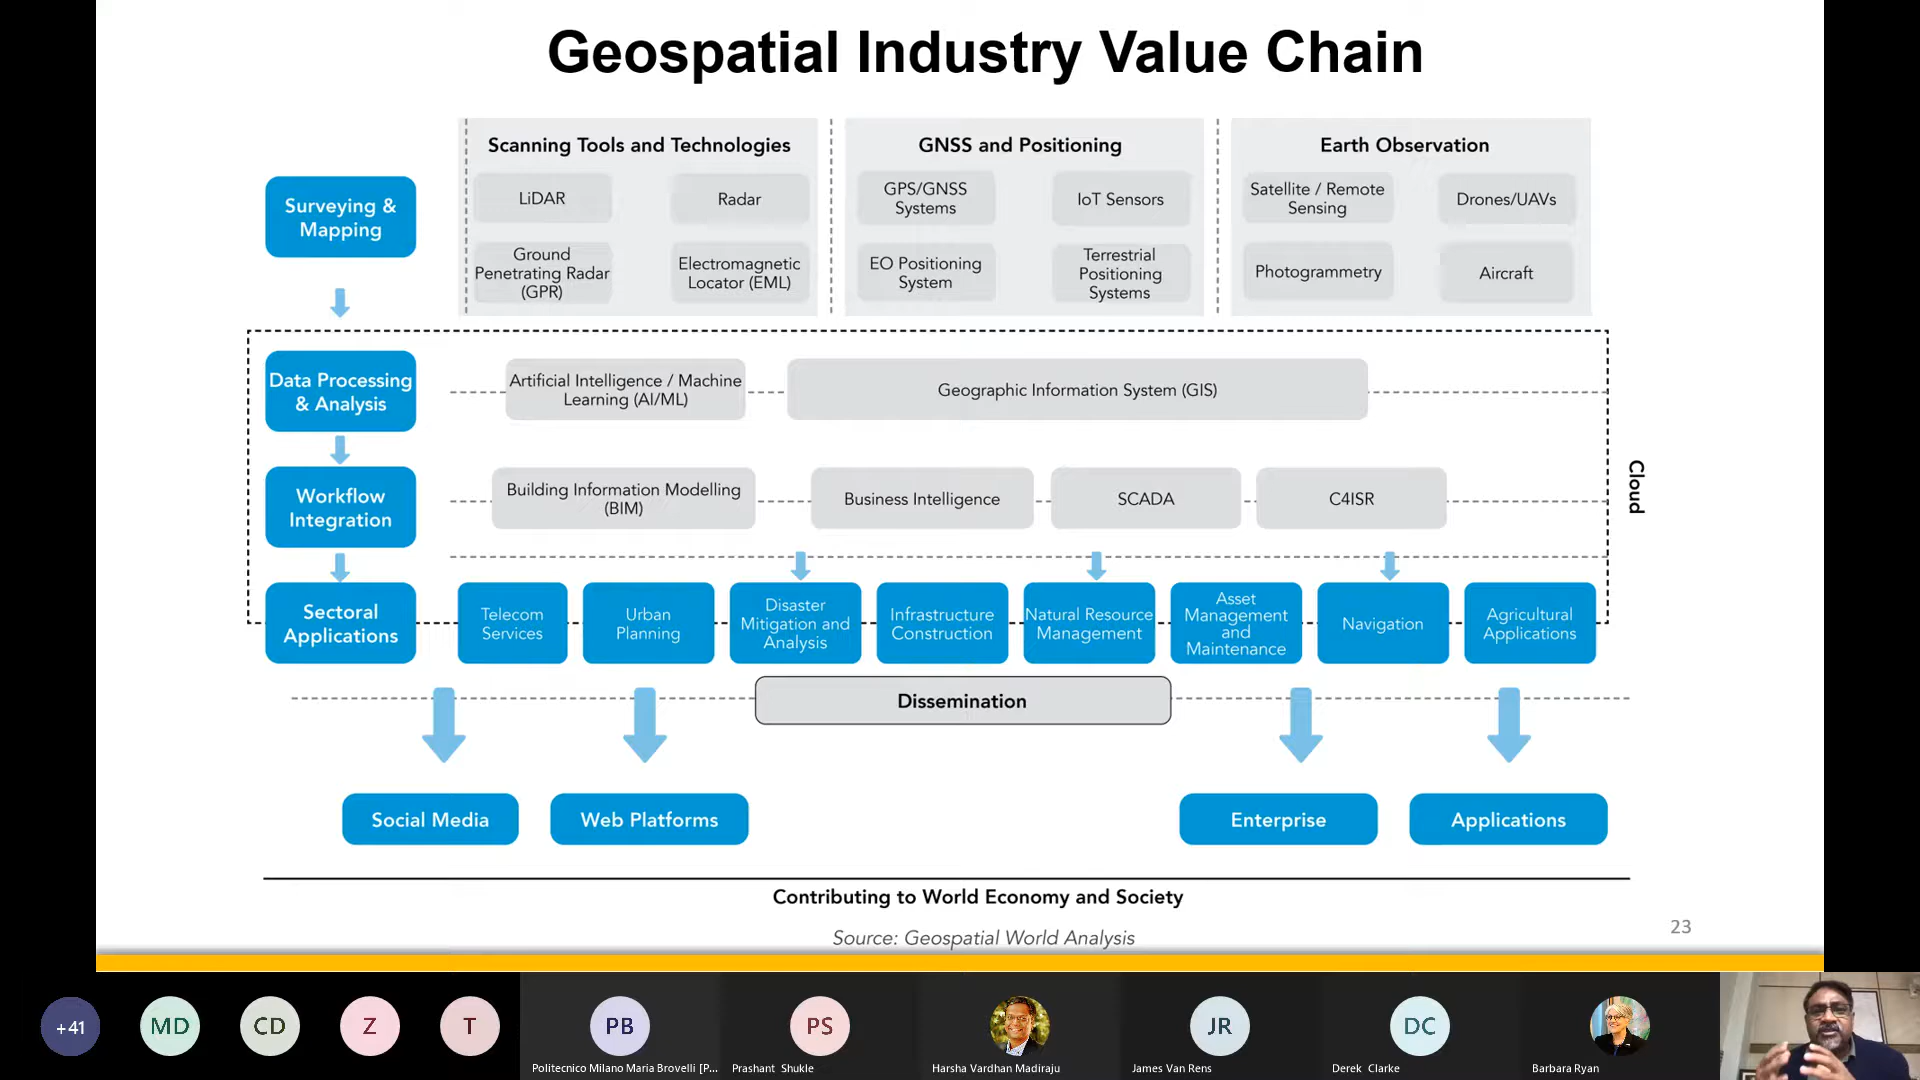 Geospatial Industry Value Chain
Scanning Tools and Technologies
GNSS and Positioning
Earth Observation
Surveying &
Mapping
LiDAR
Radar
GPS/GNSS
Systems
IoT Sensors
Satellite / Remote
Sensing
Drones/UAVs
Ground
Penetrating Radar
(GPR)
Electromagnetic
Locator (EML)
EO Positioning
System
Terrestrial
Positioning
Systems
Photogrammetry
Aircraft
Data Processing
& Analysis
Artificial Intelligence / Machine
Learning (AI/ML)
Geographic Information System (GIS)
Cloud
Workflow
Integration
Building Information Modelling
(BIM)
Business Intelligence
SCADA
C4ISR
Sectoral
Applications
Telecom
Services
Urban
Planning
Disaster
Mitigation and
Analysis
Infrastructure
Construction
Natural Resource
Management
Asset
Management
and
Maintenance
Navigation
Agricultural
Applications
Dissemination
Social Media
Web Platforms
Enterprise
Applications
Contributing to World Economy and Society
Source: Geospatial World Analysis
23
+41
MD
CD
Z
T
PB
PS
JR
DC
Politecnico Milano Maria Brovelli [P...
Prashant Shukle
Harsha Vardhan Madiraju
James Van Rens
Derek Clarke
Barbara Ryan